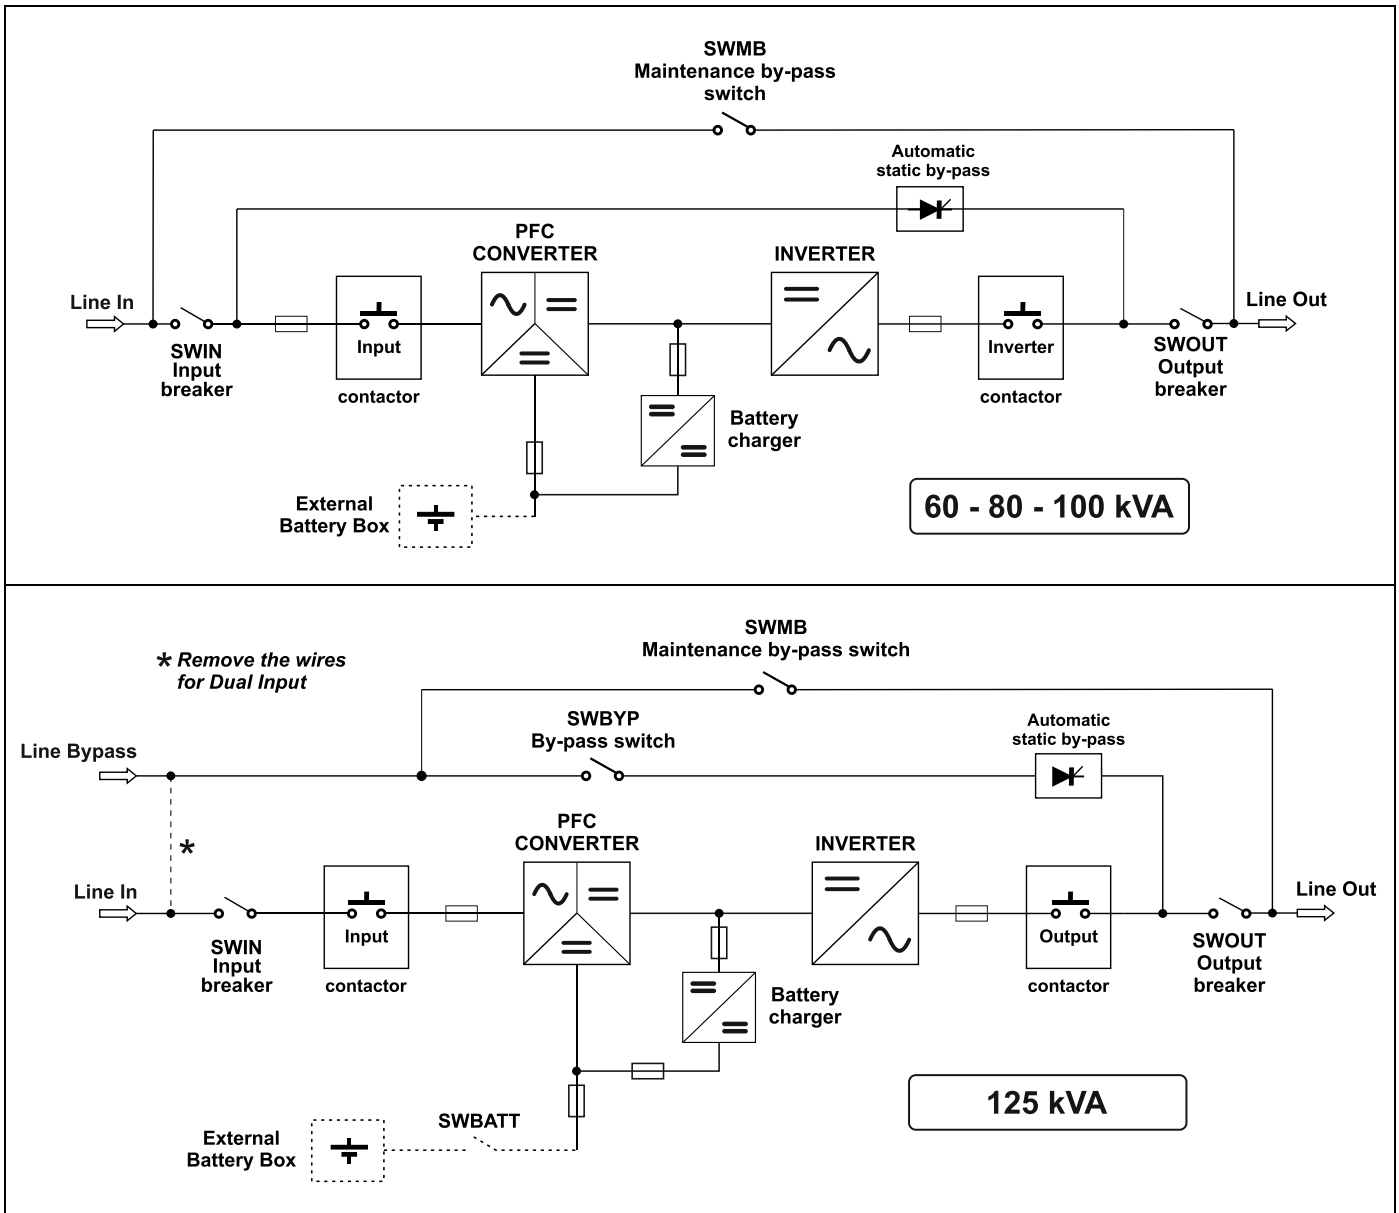 SWMB
Maintenance by-pass
switch
Automatic
static by-pass
PFC
CONVERTER
INVERTER
Line In
Line Out
Input
Inverter
SWIN
Input
breaker
SWOUT
Output
breaker
contactor
contactor
Battery
charger
External
Battery Box
60 - 80 - 100 kVA
SWMB
Maintenance by-pass switch
* Remove the wires
for Dual Input
SWBYP
By-pass switch
Automatic
static by-pass
Line Bypass
PFC
CONVERTER
INVERTER
*
Line In
Line Out
Input
Output
SWIN
Input
breaker
SWOUT
Output
breaker
contactor
contactor
Battery
charger
125 kVA
SWBATT
External
Battery Box